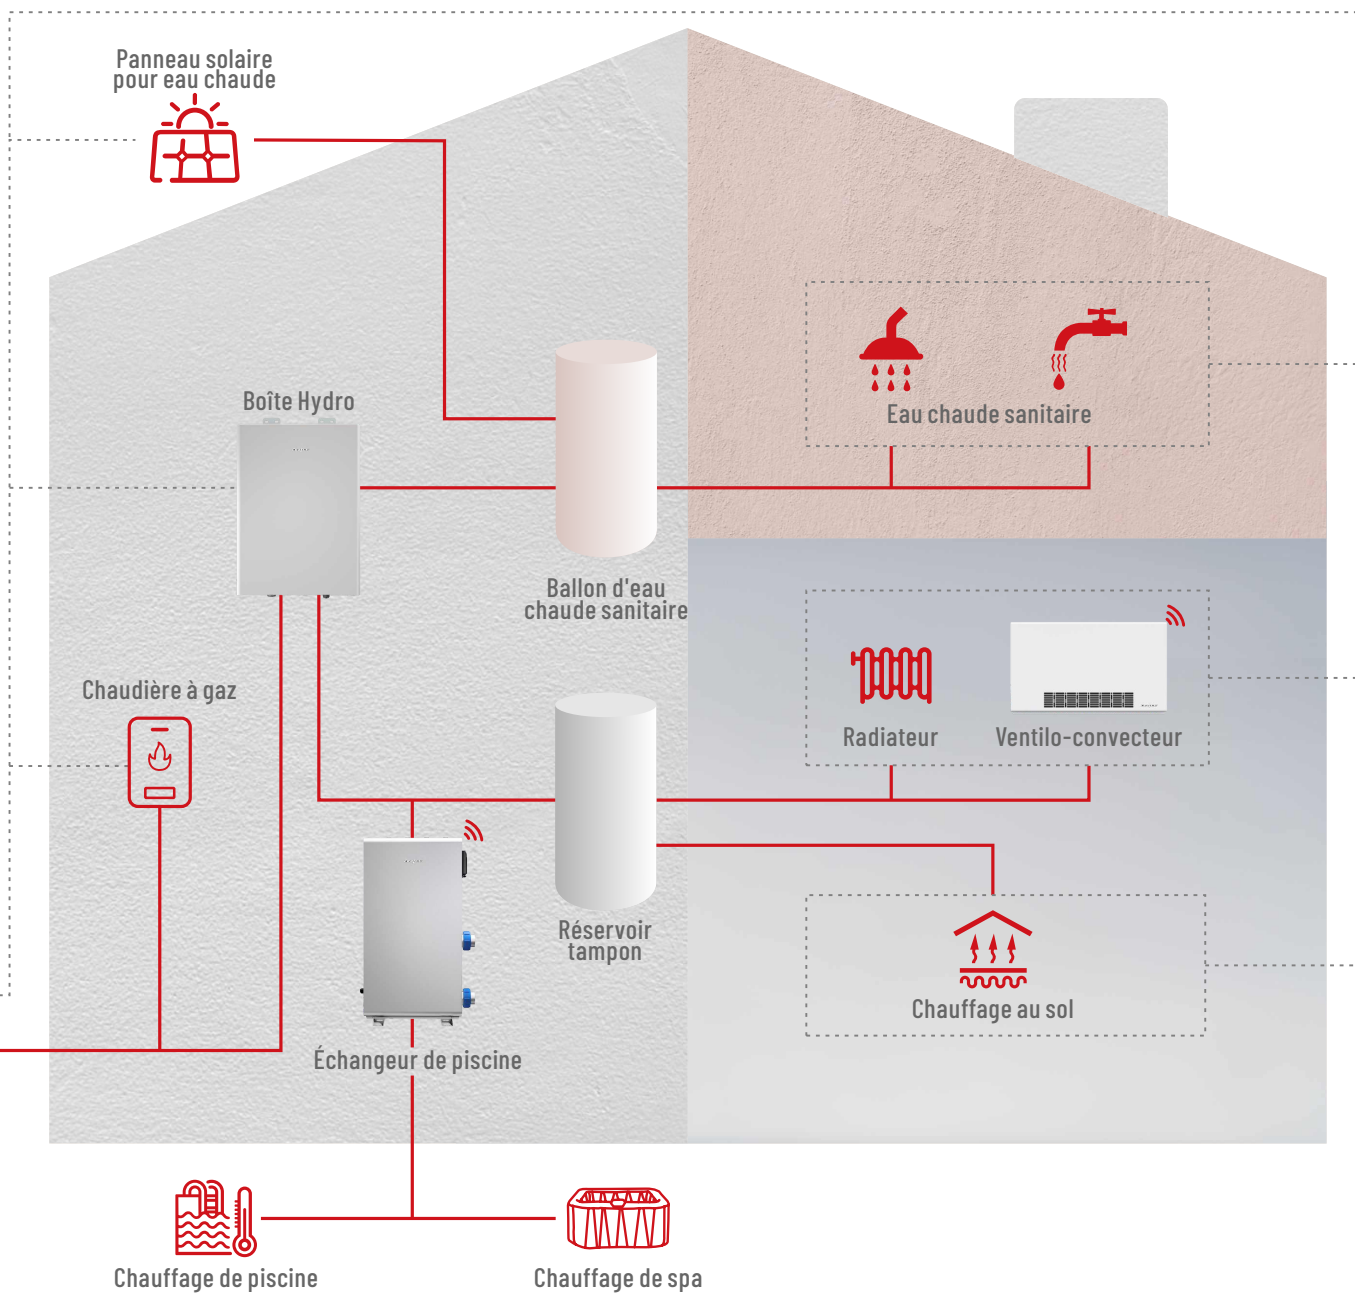 Panneau solaire
pour eau chaude
Boîte Hydro
Eau chaude sanitaire
Ballon d'eau
chaude sanitaire
Chaudière à gaz
Radiateur
Ventilo-convecteur
Réservoir
tampon
Chauffage au sol
Échangeur de piscine
Chauffage de piscine
Chauffage de spa